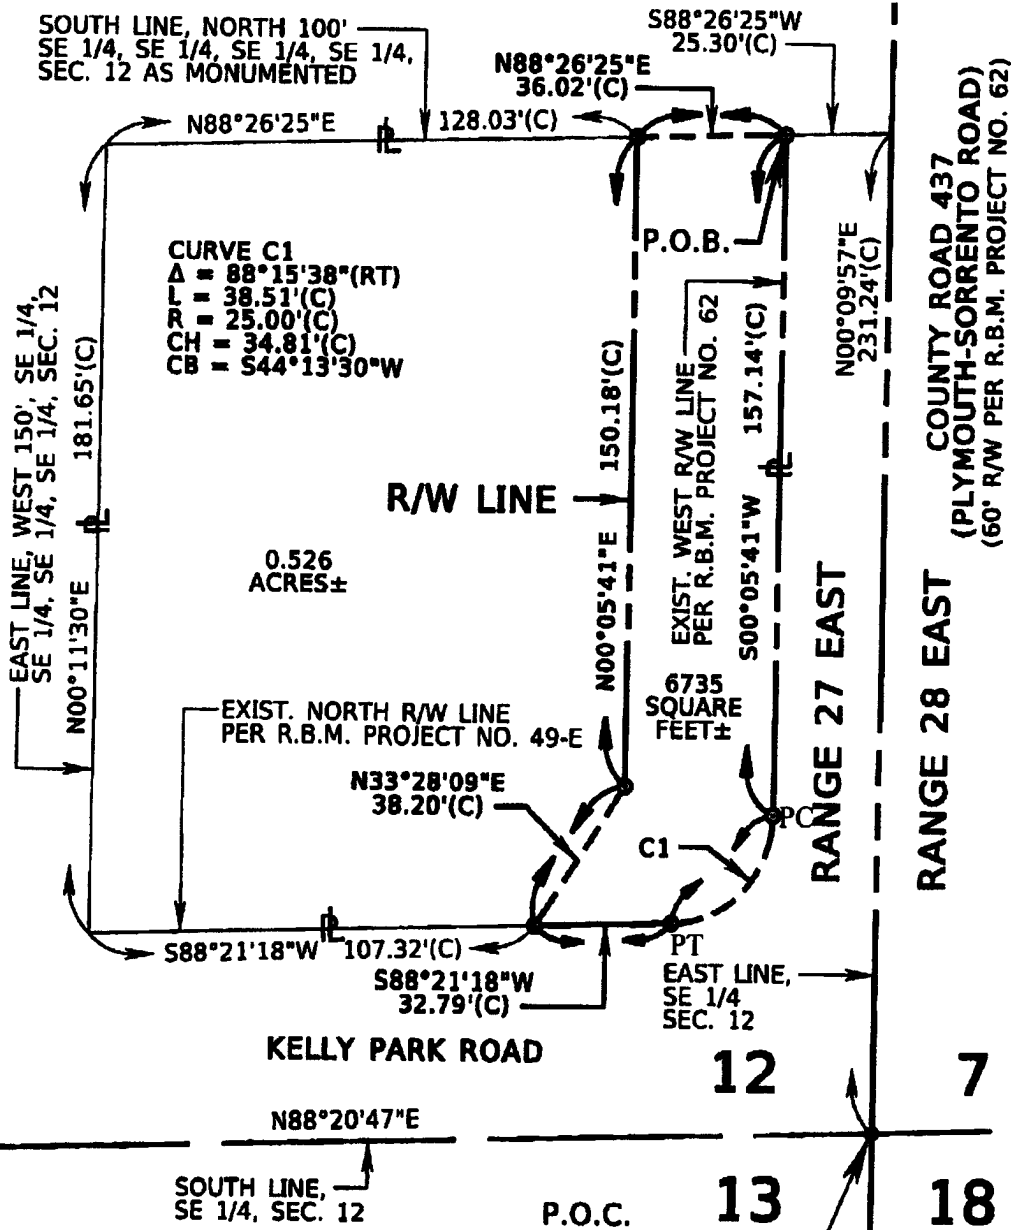 SOUTH LINE, NORTH 100'
SE 1/4, SE 1/4, SE 1/4, SE 1/4,
SEC. 12 AS MONUMENTED
S88°26'25"W
25.30'(C)
N88°26'25"E
36.02'(C)
N88°26'25"E
128.03'(C)
P.O.B.
CURVE C1
Δ = 88°15'38"(RT)
L = 38.51'(C)
R = 25.00'(C)
CH = 34.81'(C)
CB = S44°13'30"W
COUNTY ROAD 437
(PLYMOUTH-SORRENTO ROAD)
(60' R/W PER R.B.M. PROJECT NO. 62)
N00°09'57"E
231.24'(C)
EAST LINE, WEST 150', SE 1/4,
SE 1/4, SE 1/4, SE 1/4, SEC. 12
181.65'(C)
N00°11'30"E
150.18'(C)
N00°05'41"E
EXIST. WEST R/W LINE
PER R.B.M. PROJECT NO. 62
157.14'(C)
S00°05'41"W
R/W LINE
0.526
ACRES±
6735
SQUARE
FEET±
RANGE 27 EAST
RANGE 28 EAST
EXIST. NORTH R/W LINE
PER R.B.M. PROJECT NO. 49-E
N33°28'09"E
38.20'(C)
PC
C1
PT
S88°21'18"W
107.32'(C)
S88°21'18"W
32.79'(C)
EAST LINE,
SE 1/4
SEC. 12
KELLY PARK ROAD
12
7
N88°20'47"E
SOUTH LINE,
SE 1/4, SEC. 12
P.O.C.
13
18